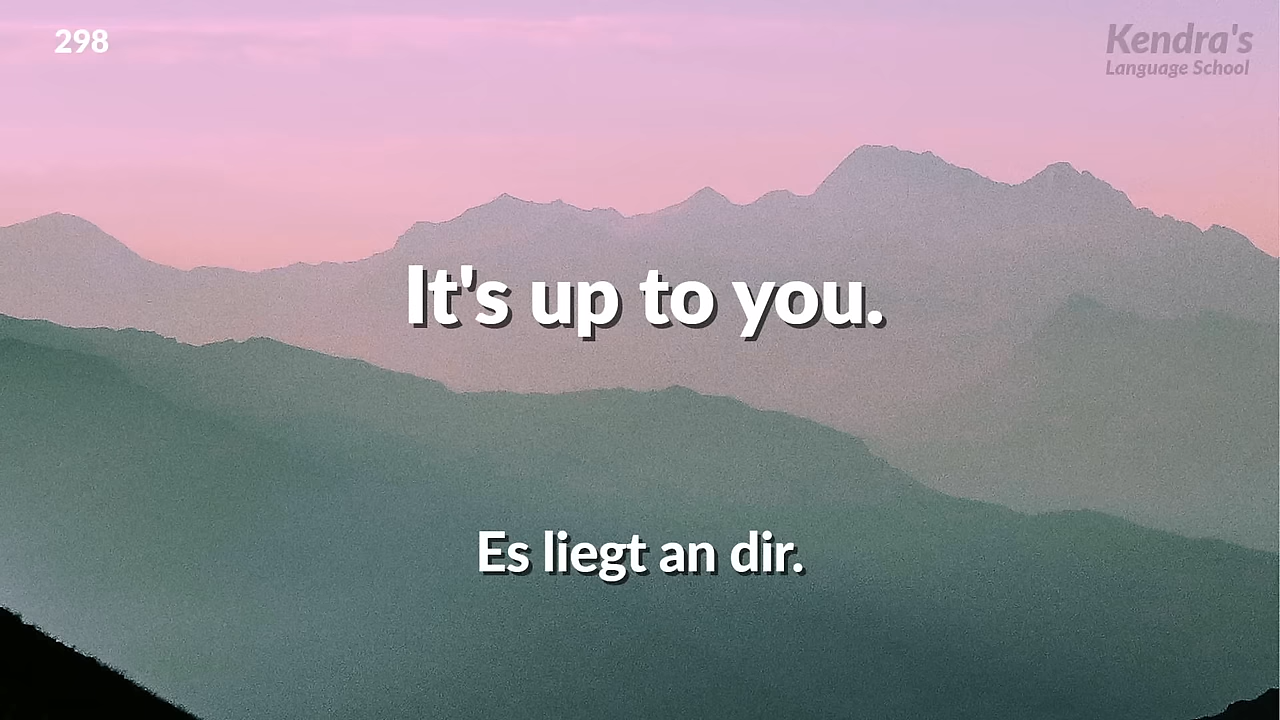 298
Kendra's
Language School
It's up to you.
Es liegt an dir.